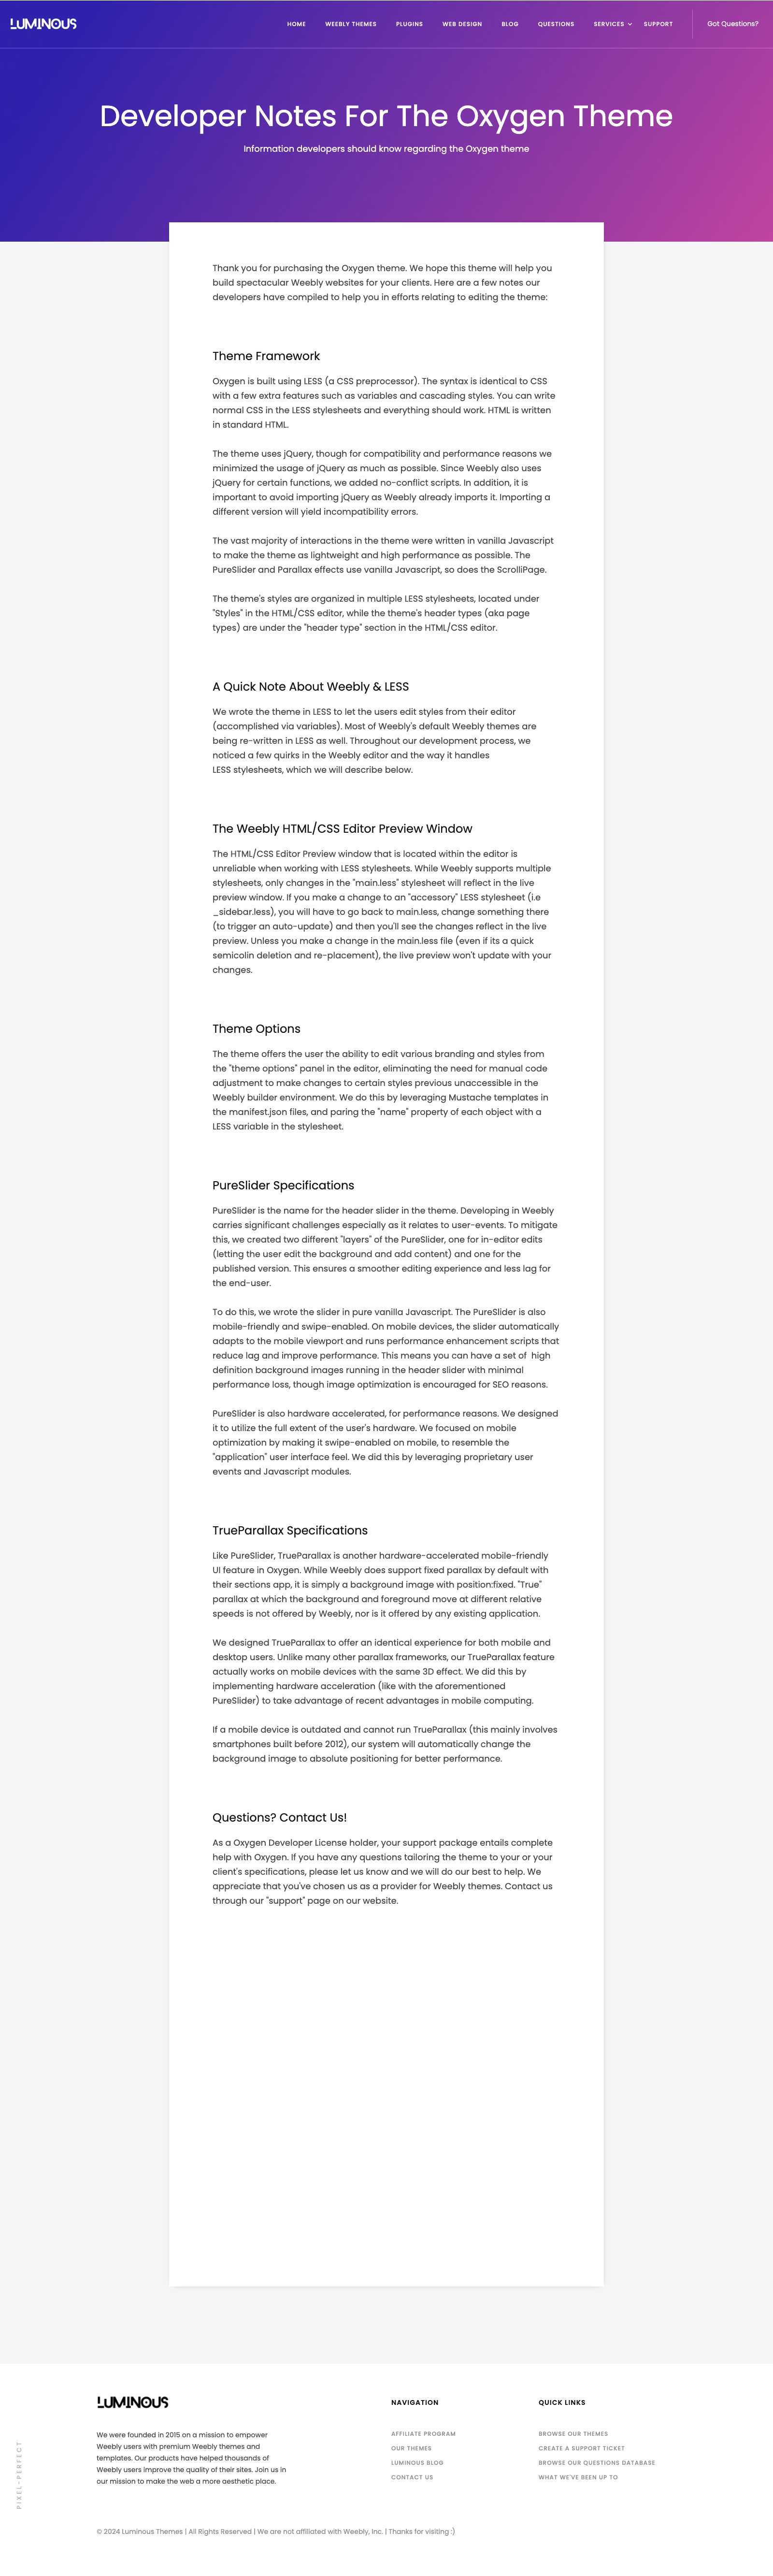 LUMINOUS
HOME WEEBLY THEMES PLUGINS WEB DESIGN BLOG QUESTIONS SERVICES SUPPORT Got Questions?
Developer Notes For The Oxygen Theme
Information developers should know regarding the Oxygen theme
Thank you for purchasing the Oxygen theme. We hope this theme will help you
build spectacular Weebly websites for your clients. Here are a few notes our
developers have compiled to help you in efforts relating to editing the theme:
Theme Framework
Oxygen is built using LESS (a CSS preprocessor). The syntax is identical to CSS
with a few extra features such as variables and cascading styles. You can write
normal CSS in the LESS stylesheets and everything should work. HTML is written
in standard HTML.
The theme uses jQuery, though for compatibility and performance reasons we
minimized the usage of jQuery as much as possible. Since Weebly also uses
jQuery for certain functions, we added no-conflict scripts. In addition, it is
important to avoid importing jQuery as Weebly already imports it. Importing a
different version will yield incompatibility errors.
The vast majority of interactions in the theme were written in vanilla Javascript
to make the theme as lightweight and high performance as possible. The
PureSlider and Parallax effects use vanilla Javascript, so does the ScrolliPage.
The theme's styles are organized in multiple LESS stylesheets, located under
"Styles" in the HTML/CSS editor, while the theme's header types (aka page
types) are under the "header type" section in the HTML/CSS editor.
A Quick Note About Weebly & LESS
We wrote the theme in LESS to let the users edit styles from their editor
(accomplished via variables). Most of Weebly's default Weebly themes are
being re-written in LESS as well. Throughout our development process, we
noticed a few quirks in the Weebly editor and the way it handles
LESS stylesheets, which we will describe below.
The Weebly HTML/CSS Editor Preview Window
The HTML/CSS Editor Preview window that is located within the editor is
unreliable when working with LESS stylesheets. While Weebly supports multiple
stylesheets, only changes in the "main.less" stylesheet will reflect in the live
preview window. If you make a change to an "accessory" LESS stylesheet (i.e
_sidebar.less), you will have to go back to main.less, change something there
(to trigger an auto-update) and then you'll see the changes reflect in the live
preview. Unless you make a change in the main.less file (even if its a quick
semicolin deletion and re-placement), the live preview won't update with your
changes.
Theme Options
The theme offers the user the ability to edit various branding and styles from
the "theme options" panel in the editor, eliminating the need for manual code
adjustment to make changes to certain styles previous unaccessible in the
Weebly builder environment. We do this by leveraging Mustache templates in
the manifest.json files, and paring the "name" property of each object with a
LESS variable in the stylesheet.
PureSlider Specifications
PureSlider is the name for the header slider in the theme. Developing in Weebly
carries significant challenges especially as it relates to user-events. To mitigate
this, we created two different "layers" of the PureSlider, one for in-editor edits
(letting the user edit the background and add content) and one for the
published version. This ensures a smoother editing experience and less lag for
the end-user.
To do this, we wrote the slider in pure vanilla Javascript. The PureSlider is also
mobile-friendly and swipe-enabled. On mobile devices, the slider automatically
adapts to the mobile viewport and runs performance enhancement scripts that
reduce lag and improve performance. This means you can have a set of high
definition background images running in the header slider with minimal
performance loss, though image optimization is encouraged for SEO reasons.
PureSlider is also hardware accelerated, for performance reasons. We designed
it to utilize the full extent of the user's hardware. We focused on mobile
optimization by making it swipe-enabled on mobile, to resemble the
"application" user interface feel. We did this by leveraging proprietary user
events and Javascript modules.
TrueParallax Specifications
Like PureSlider, TrueParallax is another hardware-accelerated mobile-friendly
UI feature in Oxygen. While Weebly does support fixed parallax by default with
their sections app, it is simply a background image with position:fixed. "True"
parallax at which the background and foreground move at different relative
speeds is not offered by Weebly, nor is it offered by any existing application.
We designed TrueParallax to offer an identical experience for both mobile and
desktop users. Unlike many other parallax frameworks, our TrueParallax feature
actually works on mobile devices with the same 3D effect. We did this by
implementing hardware acceleration (like with the aforementioned
PureSlider) to take advantage of recent advantages in mobile computing.
If a mobile device is outdated and cannot run TrueParallax (this mainly involves
smartphones built before 2012), our system will automatically change the
background image to absolute positioning for better performance.
Questions? Contact Us!
As a Oxygen Developer License holder, your support package entails complete
help with Oxygen. If you have any questions tailoring the theme to your or your
client's specifications, please let us know and we will do our best to help. We
appreciate that you've chosen us as a provider for Weebly themes. Contact us
through our "support" page on our website.
PIXEL-PERFECT
LUMINOUS
We were founded in 2015 on a mission to empower
Weebly users with premium Weebly themes and
templates. Our products have helped thousands of
Weebly users improve the quality of their sites. Join us in
our mission to make the web a more aesthetic place.
NAVIGATION
AFFILIATE PROGRAM
OUR THEMES
LUMINOUS BLOG
CONTACT US
QUICK LINKS
BROWSE OUR THEMES
CREATE A SUPPORT TICKET
BROWSE OUR QUESTIONS DATABASE
WHAT WE'VE BEEN UP TO
© 2024 Luminous Themes | All Rights Reserved | We are not affiliated with Weebly, Inc. | Thanks for visiting :)